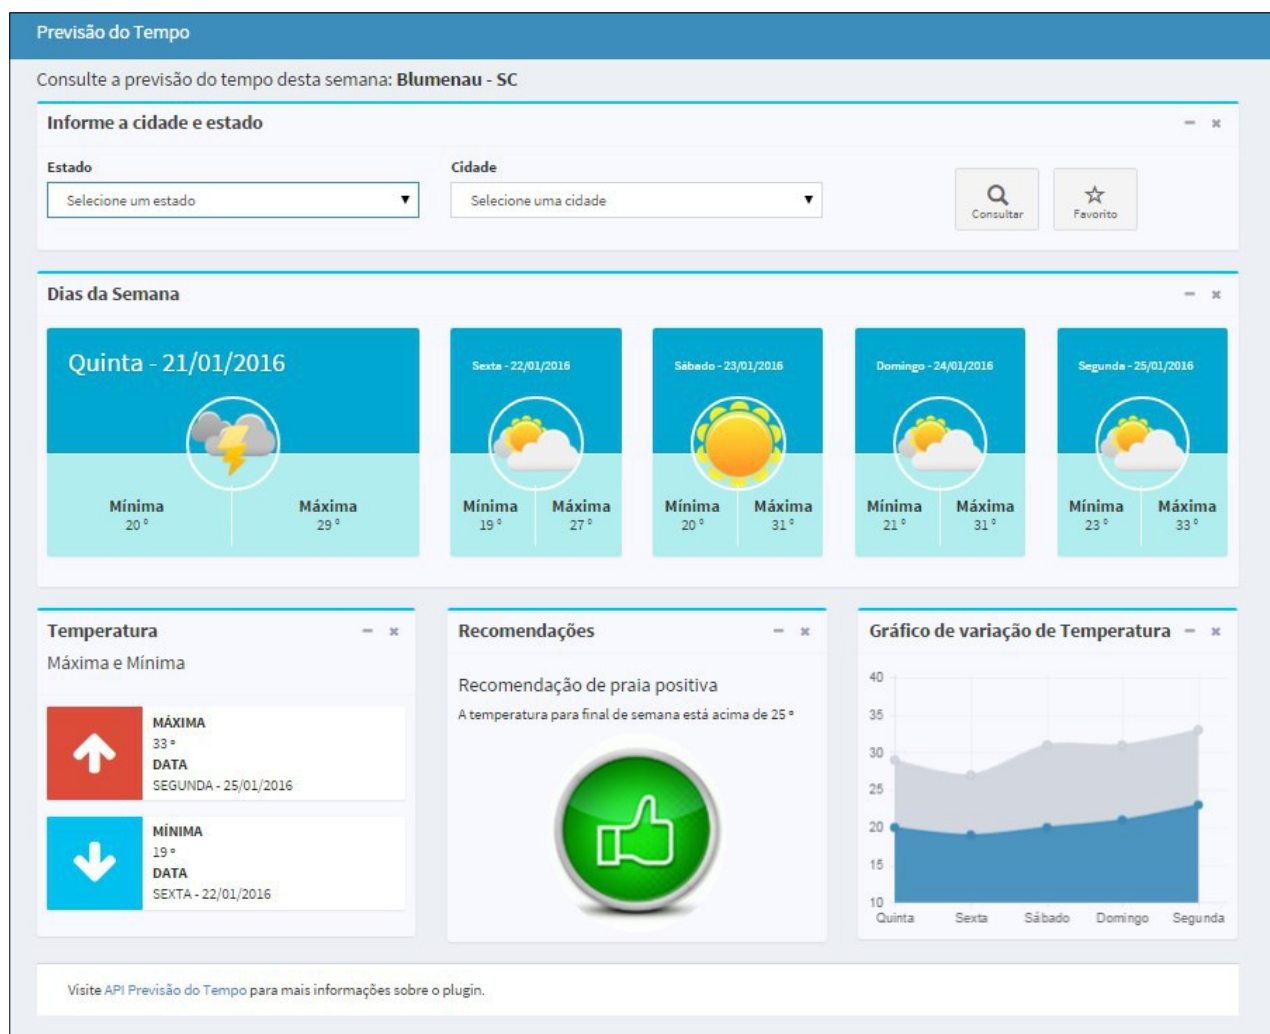 Previsão do Tempo
Consulte a previsão do tempo desta semana: Blumenau - SC
Informe a cidade e estado
Estado
Selecione um estado
Cidade
Selecione uma cidade
Consultar
Favorito
Dias da Semana
Quinta - 21/01/2016
Mínima
20 º
Máxima
29 º
Sexta - 22/01/2016
Mínima
19 º
Máxima
27 º
Sábado - 23/01/2016
Mínima
20 º
Máxima
31 º
Domingo - 24/01/2016
Mínima
21 º
Máxima
31 º
Segunda - 25/01/2016
Mínima
23 º
Máxima
33 º
Temperatura
Máxima e Mínima
MÁXIMA
33 º
DATA
SEGUNDA - 25/01/2016
MÍNIMA
19 º
DATA
SEXTA - 22/01/2016
Recomendações
Recomendação de praia positiva
A temperatura para final de semana está acima de 25 º
Gráfico de variação de Temperatura
40
35
30
25
20
15
10
Quinta Sexta Sábado Domingo Segunda
Visite API Previsão do Tempo para mais informações sobre o plugin.